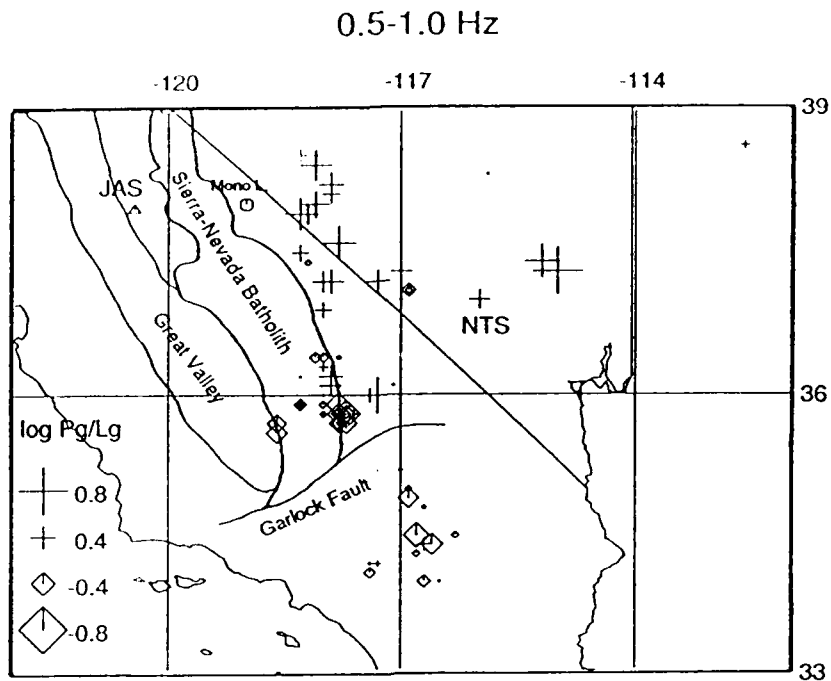 0.5-1.0 Hz
-120 -117 -114
39
JAS
Mono L.
Sierra-Nevada Batholith
NTS
Great Valley
36
log Pg/Lg
0.8
0.4
-0.4
-0.8
Garlock Fault
33